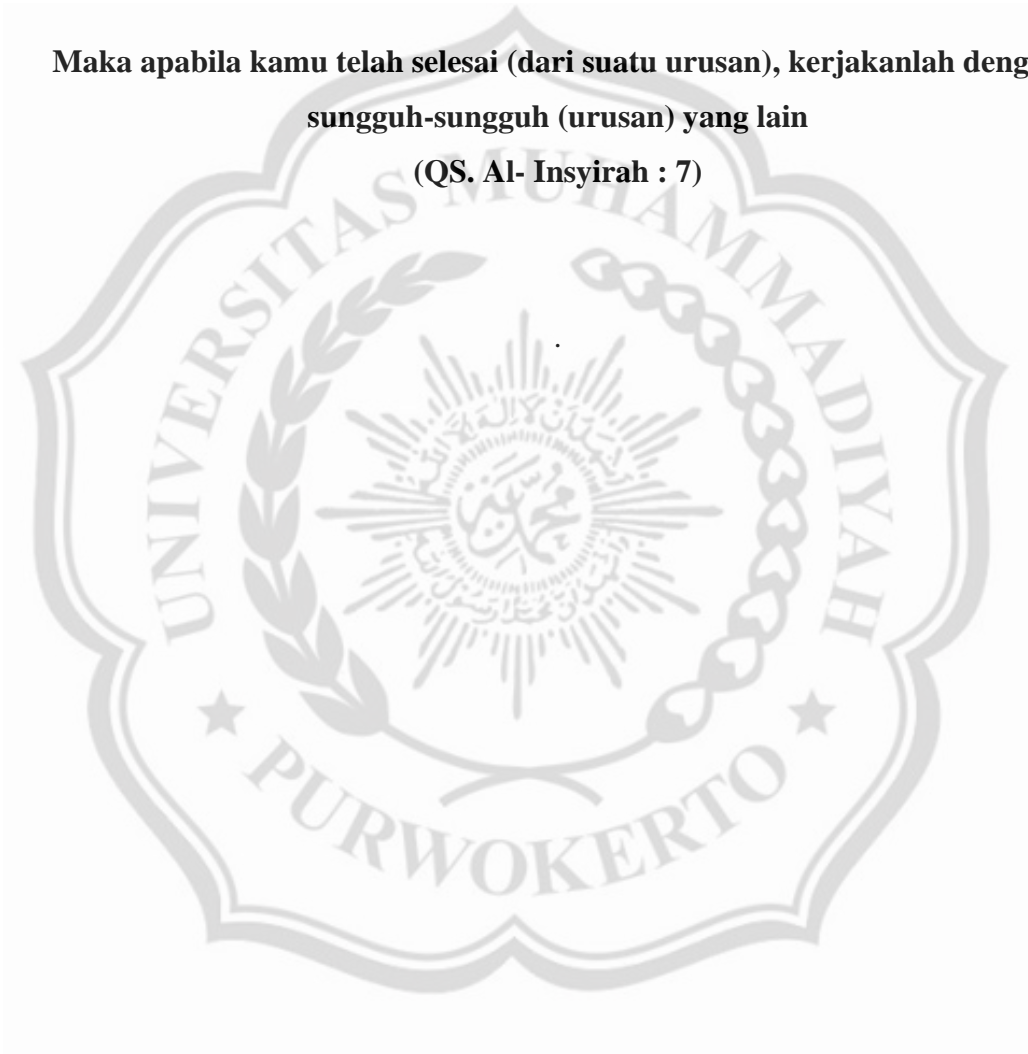 Maka apabila kamu telah selesai (dari suatu urusan), kerjakanlah deng
sungguh-sungguh (urusan) yang lain
(QS. Al- Insyirah : 7)
.
UNIVERSITAS MUHAMMADIYAH
PURWOKERTO